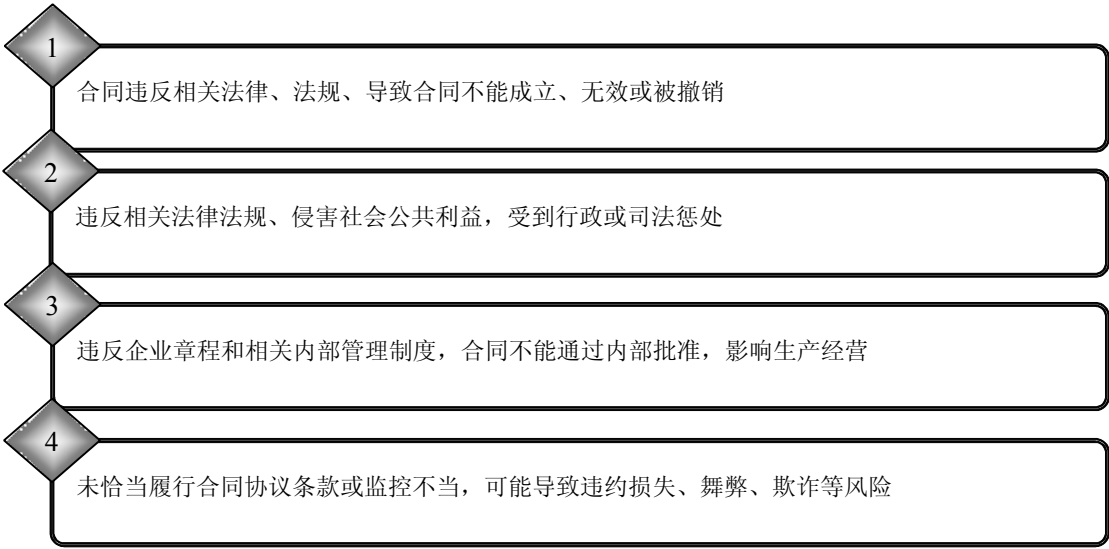 1
合同违反相关法律、法规、导致合同不能成立、无效或被撤销
2
违反相关法律法规、侵害社会公共利益，受到行政或司法惩处
3
违反企业章程和相关内部管理制度，合同不能通过内部批准，影响生产经营
4
未恰当履行合同协议条款或监控不当，可能导致违约损失、舞弊、欺诈等风险